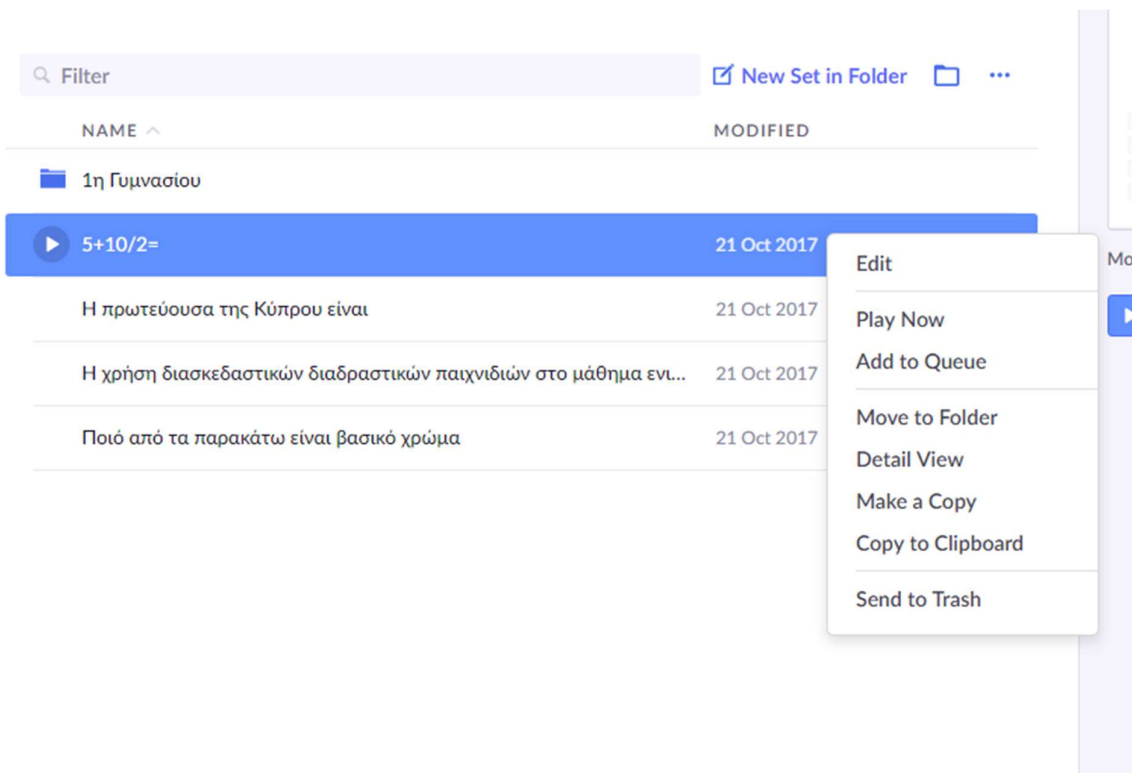 Filter
New Set in Folder
NAME
MODIFIED
1η Γυμνασίου
5+10/2=
21 Oct 2017
Η πρωτεύουσα της Κύπρου είναι
21 Oct 2017
Η χρήση διασκεδαστικών διαδραστικών παιχνιδιών στο μάθημα ενι...
21 Oct 2017
Ποιό από τα παρακάτω είναι βασικό χρώμα
21 Oct 2017
Edit
Play Now
Add to Queue
Move to Folder
Detail View
Make a Copy
Copy to Clipboard
Send to Trash